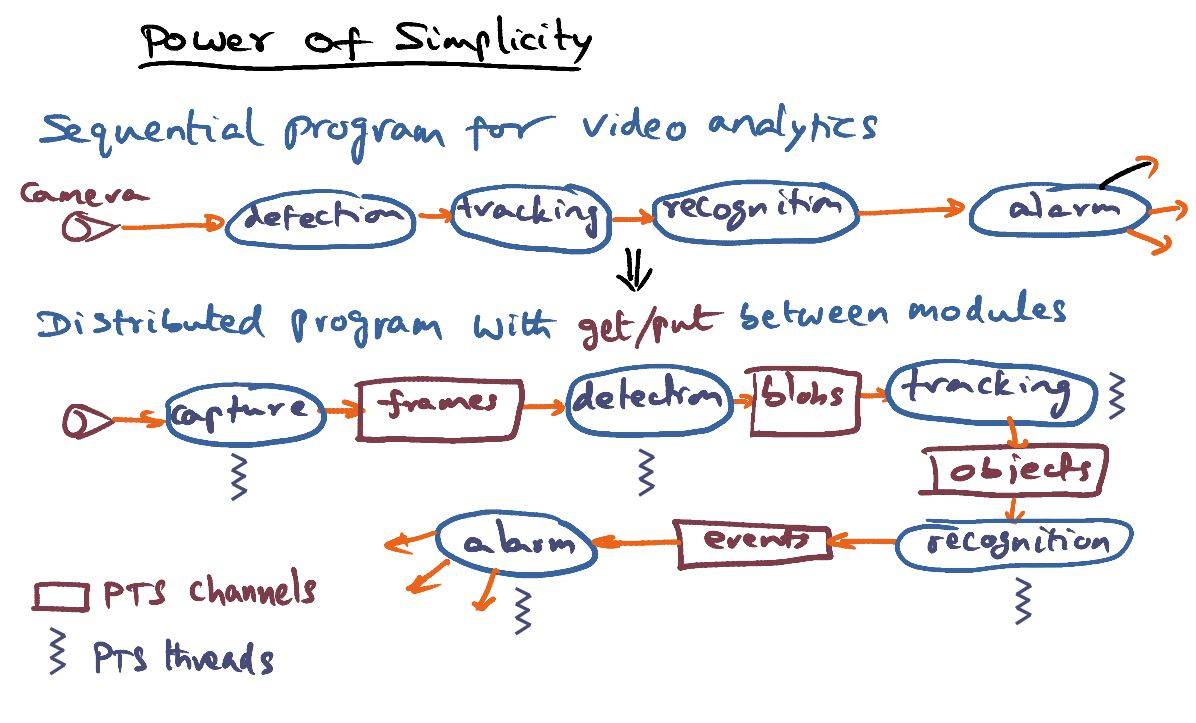 Power of Simplicity
Sequential program for video analytics
Camera
detection
tracking
recognition
alarm
Distributed program with get/put between modules
capture
frames
detection
blobs
tracking
objects
recognition
events
alarm
PTS channels
PTS threads